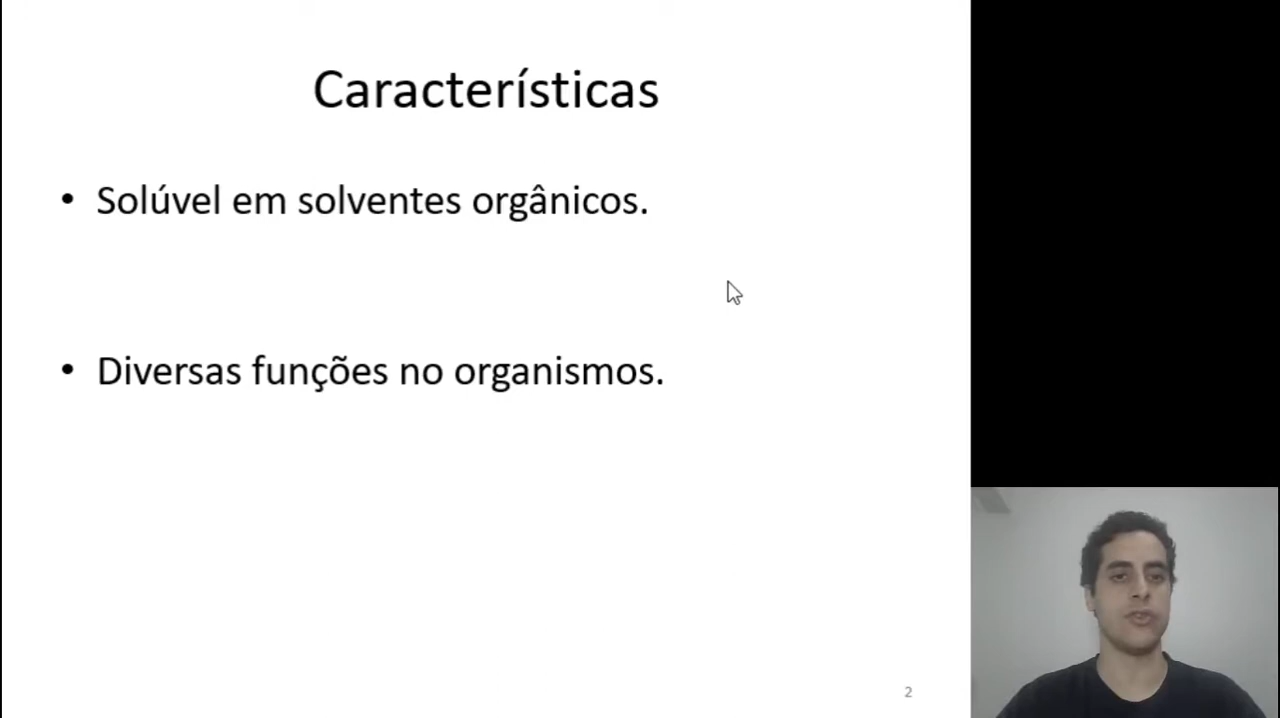 Características
• Solúvel em solventes orgânicos.
• Diversas funções no organismos.
2